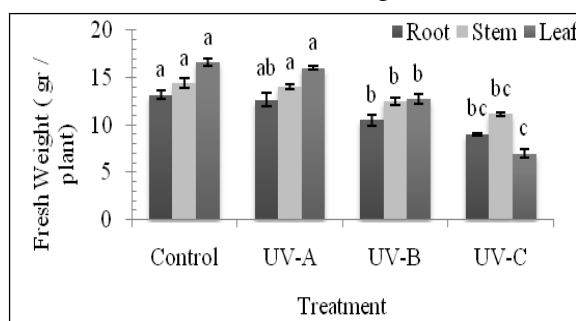 20
15
10
5
0
Fresh Weight ( gr /
plant)
Root Stem Leaf
a a a
ab a a
b b b
bc bc c
Control UV-A UV-B UV-C
Treatment